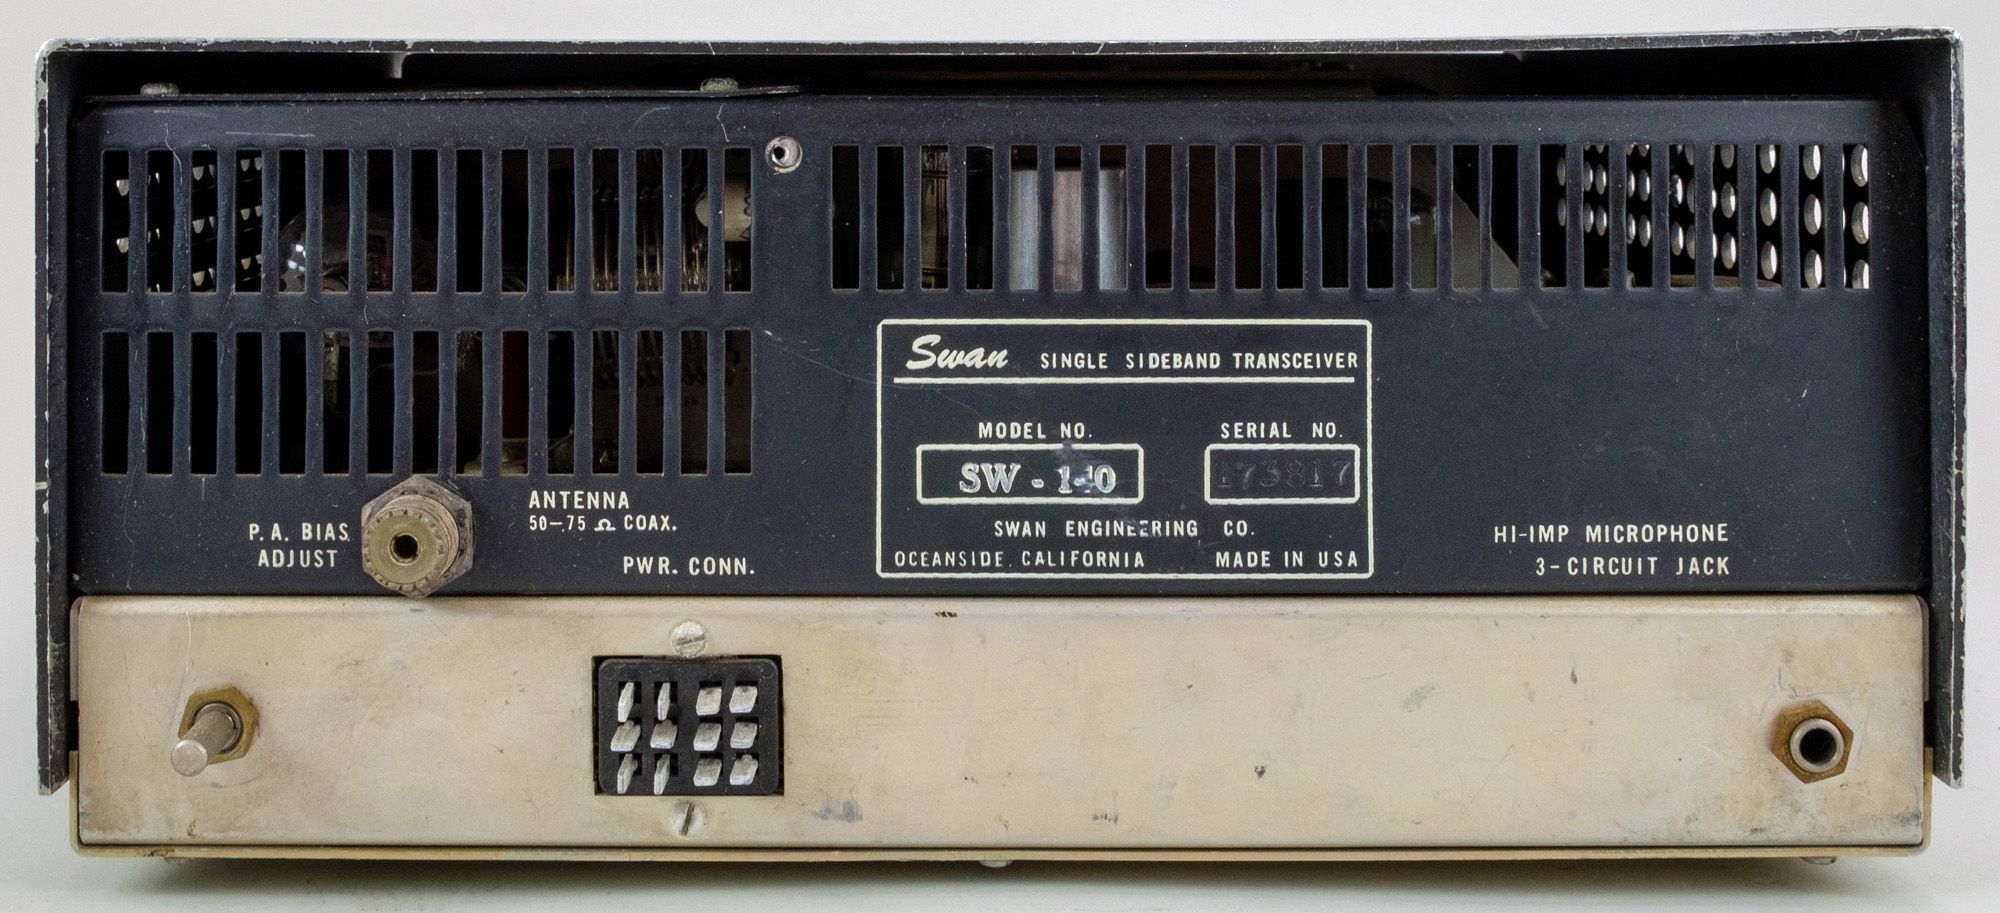 Swan SINGLE SIDEBAND TRANSCEIVER
MODEL NO. SERIAL NO.
SW - 140 173817
SWAN ENGINEERING CO.
OCEANSIDE, CALIFORNIA MADE IN USA
P. A. BIAS
ADJUST
ANTENNA
50-75 Ω COAX.
PWR. CONN.
HI-IMP MICROPHONE
3-CIRCUIT JACK